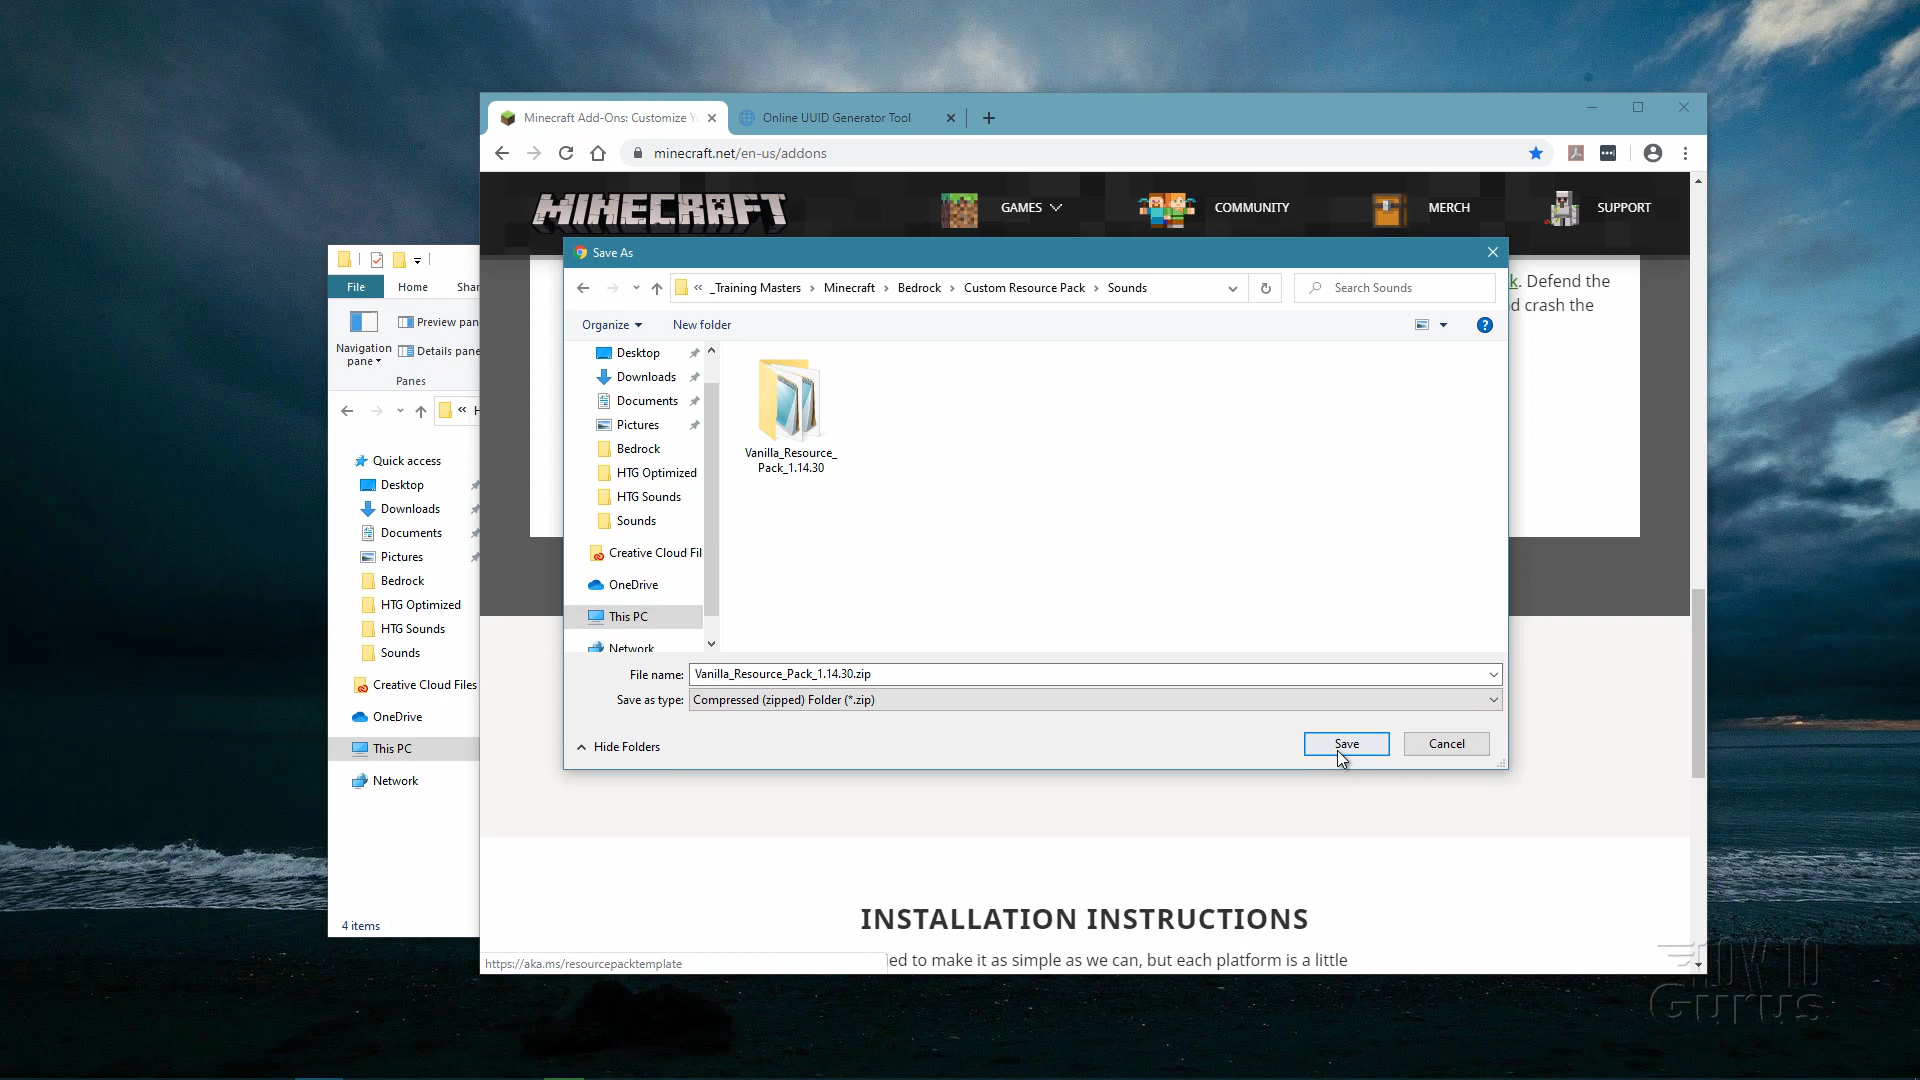 Minecraft Add-Ons: Customize Y
Online UUID Generator Tool
minecraft.net/en-us/addons
MINECRAFT
GAMES
COMMUNITY
MERCH
SUPPORT
k. Defend the
d crash the
File
Home
Shar
Navigation
pane
Preview pan
Details pane
Panes
« H
Quick access
Desktop
Downloads
Documents
Pictures
Bedrock
HTG Optimized
HTG Sounds
Sounds
Creative Cloud Files
OneDrive
This PC
Network
4 items
Save As
« _Training Masters > Minecraft > Bedrock > Custom Resource Pack > Sounds
Search Sounds
Organize
New folder
?
Desktop
Downloads
Documents
Pictures
Bedrock
HTG Optimized
HTG Sounds
Sounds
Creative Cloud Fil
OneDrive
This PC
Network
Vanilla_Resource_
Pack_1.14.30
File name: Vanilla_Resource_Pack_1.14.30.zip
Save as type: Compressed (zipped) Folder (*.zip)
Hide Folders
Save
Cancel
INSTALLATION INSTRUCTIONS
ed to make it as simple as we can, but each platform is a little
https://aka.ms/resourcepacktemplate
HOW TO
GURUS